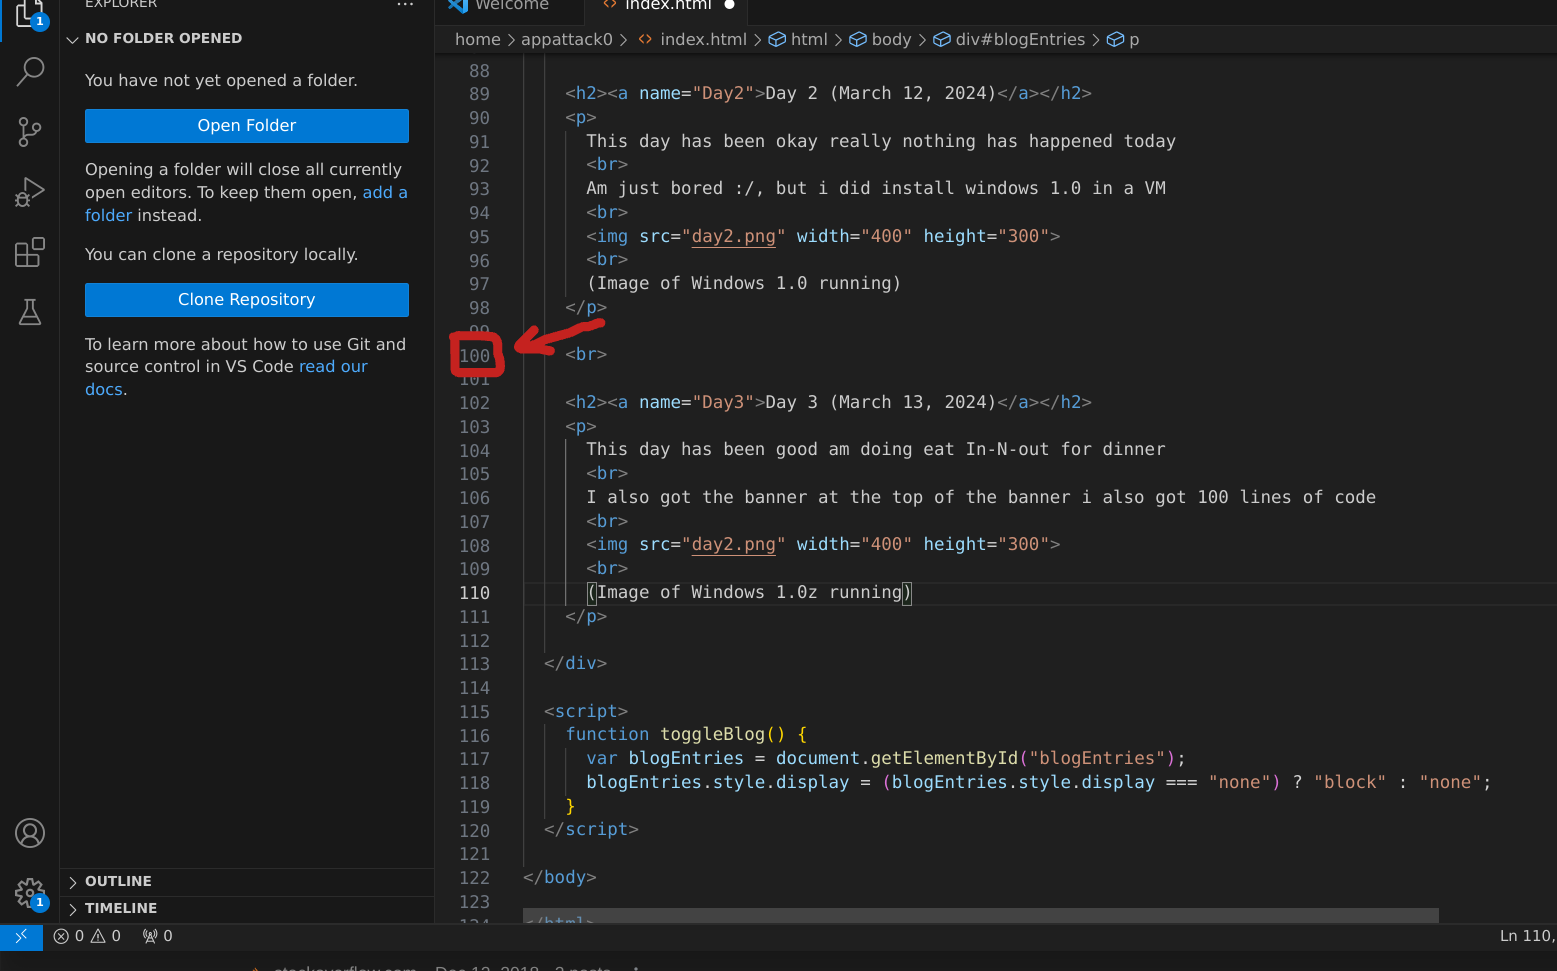 EXPLORER
Welcome
index.html
1
NO FOLDER OPENED
home appattack0 index.html html body div#blogEntries p
You have not yet opened a folder.
Open Folder
Opening a folder will close all currently
open editors. To keep them open, add a
folder instead.
You can clone a repository locally.
Clone Repository
To learn more about how to use Git and
source control in VS Code read our
docs.
88
89 <h2><a name="Day2">Day 2 (March 12, 2024)</a></h2>
90 <p>
91 This day has been okay really nothing has happened today
92 <br>
93 Am just bored :/, but i did install windows 1.0 in a VM
94 <br>
95 <img src="day2.png" width="400" height="300">
96 <br>
97 (Image of Windows 1.0 running)
98 </p>
99
100 <br>
101
102 <h2><a name="Day3">Day 3 (March 13, 2024)</a></h2>
103 <p>
104 This day has been good am doing eat In-N-out for dinner
105 <br>
106 I also got the banner at the top of the banner i also got 100 lines of code
107 <br>
108 <img src="day2.png" width="400" height="300">
109 <br>
110 (Image of Windows 1.0z running)
111 </p>
112
113 </div>
114
115 <script>
116 function toggleBlog() {
117 var blogEntries = document.getElementById("blogEntries");
118 blogEntries.style.display = (blogEntries.style.display === "none") ? "block" : "none";
119 }
120 </script>
121
122 </body>
123
124 </html>
OUTLINE
1
TIMELINE
0 0 0
Ln 110,
stackoverflow.com
Dec 12, 2018 3 posts